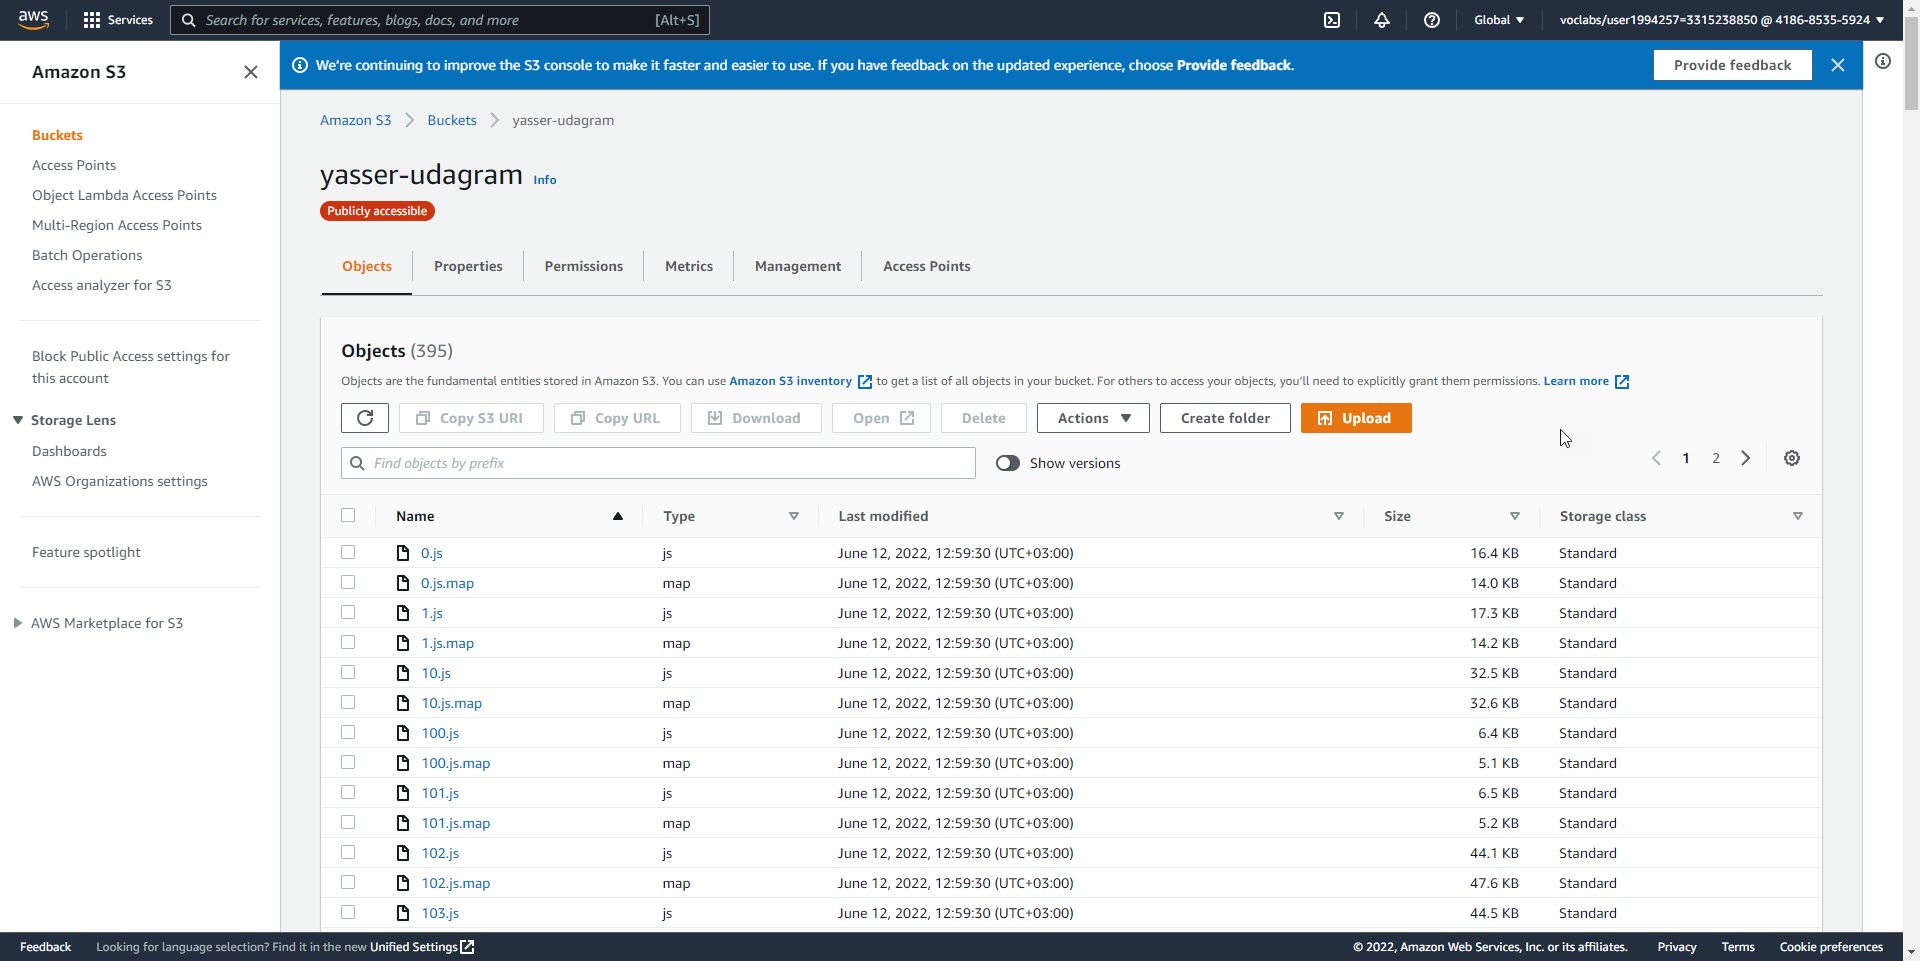 aws Services Search for services, features, blogs, docs, and more [Alt+S] Global voclabs/user1994257=3315238850 @ 4186-8535-5924
Amazon S3
We're continuing to improve the S3 console to make it faster and easier to use. If you have feedback on the updated experience, choose Provide feedback. Provide feedback
Buckets
Access Points
Object Lambda Access Points
Multi-Region Access Points
Batch Operations
Access analyzer for S3
Block Public Access settings for
this account
Storage Lens
Dashboards
AWS Organizations settings
Feature spotlight
AWS Marketplace for S3
Amazon S3 Buckets yasser-udagram
yasser-udagram Info
Publicly accessible
Objects Properties Permissions Metrics Management Access Points
Objects (395)
Objects are the fundamental entities stored in Amazon S3. You can use Amazon S3 inventory to get a list of all objects in your bucket. For others to access your objects, you'll need to explicitly grant them permissions. Learn more
Copy S3 URI Copy URL Download Open Delete Actions Create folder Upload
Find objects by prefix Show versions 1 2
Name Type Last modified Size Storage class
0.js js June 12, 2022, 12:59:30 (UTC+03:00) 16.4 KB Standard
0.js.map map June 12, 2022, 12:59:30 (UTC+03:00) 14.0 KB Standard
1.js js June 12, 2022, 12:59:30 (UTC+03:00) 17.3 KB Standard
1.js.map map June 12, 2022, 12:59:30 (UTC+03:00) 14.2 KB Standard
10.js js June 12, 2022, 12:59:30 (UTC+03:00) 32.5 KB Standard
10.js.map map June 12, 2022, 12:59:30 (UTC+03:00) 32.6 KB Standard
100.js js June 12, 2022, 12:59:30 (UTC+03:00) 6.4 KB Standard
100.js.map map June 12, 2022, 12:59:30 (UTC+03:00) 5.1 KB Standard
101.js js June 12, 2022, 12:59:30 (UTC+03:00) 6.5 KB Standard
101.js.map map June 12, 2022, 12:59:30 (UTC+03:00) 5.2 KB Standard
102.js js June 12, 2022, 12:59:30 (UTC+03:00) 44.1 KB Standard
102.js.map map June 12, 2022, 12:59:30 (UTC+03:00) 47.6 KB Standard
103.js js June 12, 2022, 12:59:30 (UTC+03:00) 44.5 KB Standard
Feedback Looking for language selection? Find it in the new Unified Settings © 2022, Amazon Web Services, Inc. or its affiliates. Privacy Terms Cookie preferences